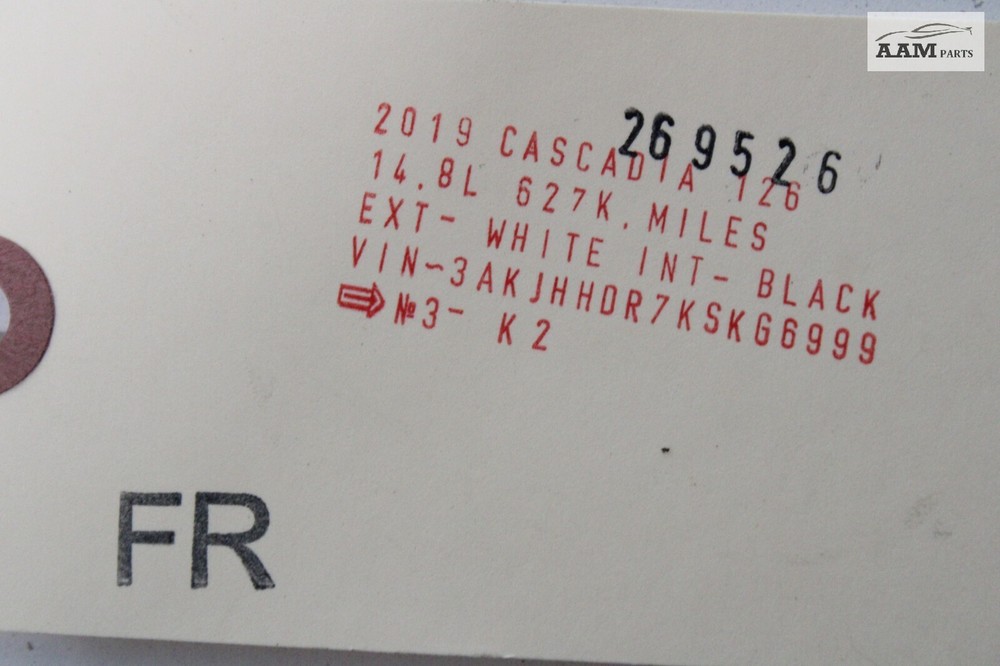 AAM PARTS
269526
2019 CASCADIA 126
14.8L 627K.MILES
EXT- WHITE INT- BLACK
VIN-3AKJHHDR7KSKG6999
№3- K2
FR